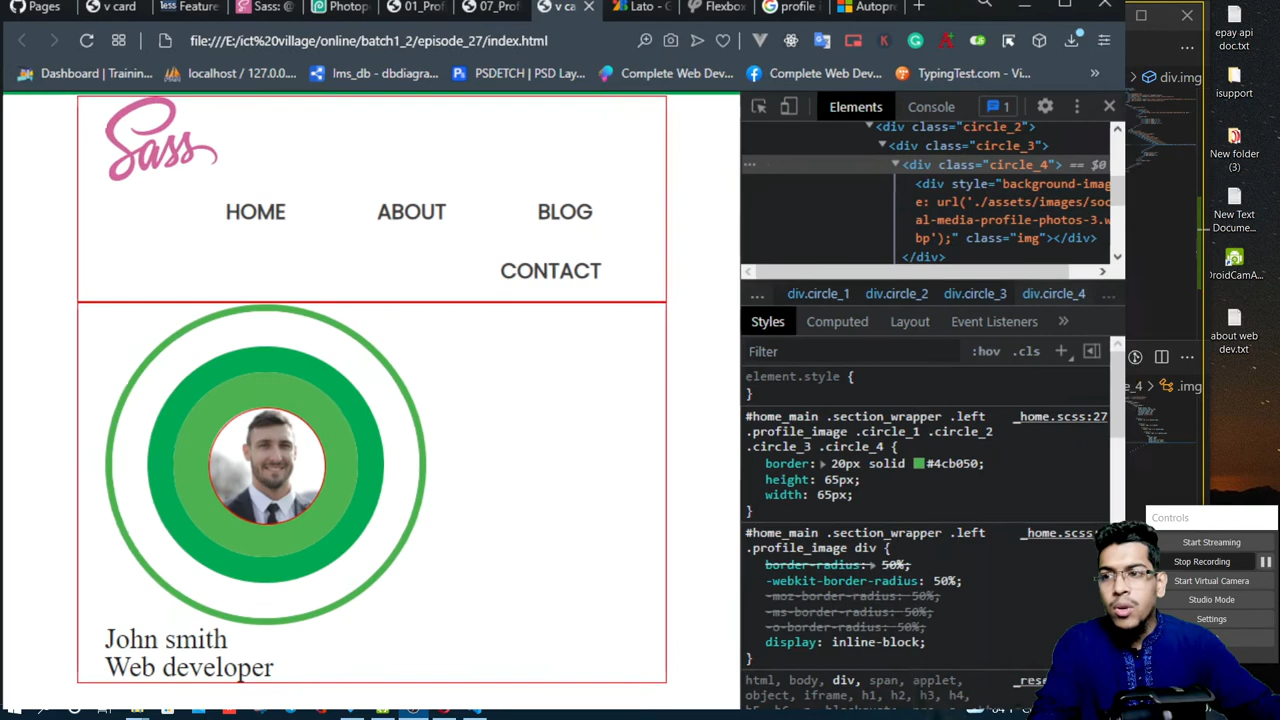 Pages
v card
Feature
Sass: @
Photop
01_Prof
07_Prof
v ca
Lato - G
Flexbox
profile i
Autopre
file:///E:/ict%20village/online/batch1_2/episode_27/index.html
Dashboard | Trainin...
localhost / 127.0.0....
lms_db - dbdiagra...
PSDETCH | PSD Lay...
Complete Web Dev...
Complete Web Dev...
TypingTest.com - Vi...
Sass
HOME
ABOUT
BLOG
CONTACT
John smith
Web developer
Elements
Console
1
<div class="circle_2">
<div class="circle_3">
<div class="circle_4"> == $0
<div style="background-imag
e: url('./assets/images/soc
al-media-profile-photos-3.w
bp');" class="img"></div>
</div>
...
div.circle_1
div.circle_2
div.circle_3
div.circle_4
...
Styles
Computed
Layout
Event Listeners
Filter
:hov
.cls
element.style {
}
#home_main .section_wrapper .left
_home.scss:27
.profile_image .circle_1 .circle_2
.circle_3 .circle_4 {
border: 20px solid #4cb050;
height: 65px;
width: 65px;
}
#home_main .section_wrapper .left
_home.scss:
.profile_image div {
border-radius: 50%;
-webkit-border-radius: 50%;
-moz-border-radius: 50%;
-ms-border-radius: 50%;
-o-border-radius: 50%;
display: inline-block;
}
html, body, div, span, applet,
object, iframe, h1, h2, h3, h4,
div.img
.img
epay api
doc.txt
isupport
New folder
(3)
New Text
Docume...
DroidCamA...
about web
dev.txt
Controls
Start Streaming
Stop Recording
Start Virtual Camera
Studio Mode
Settings